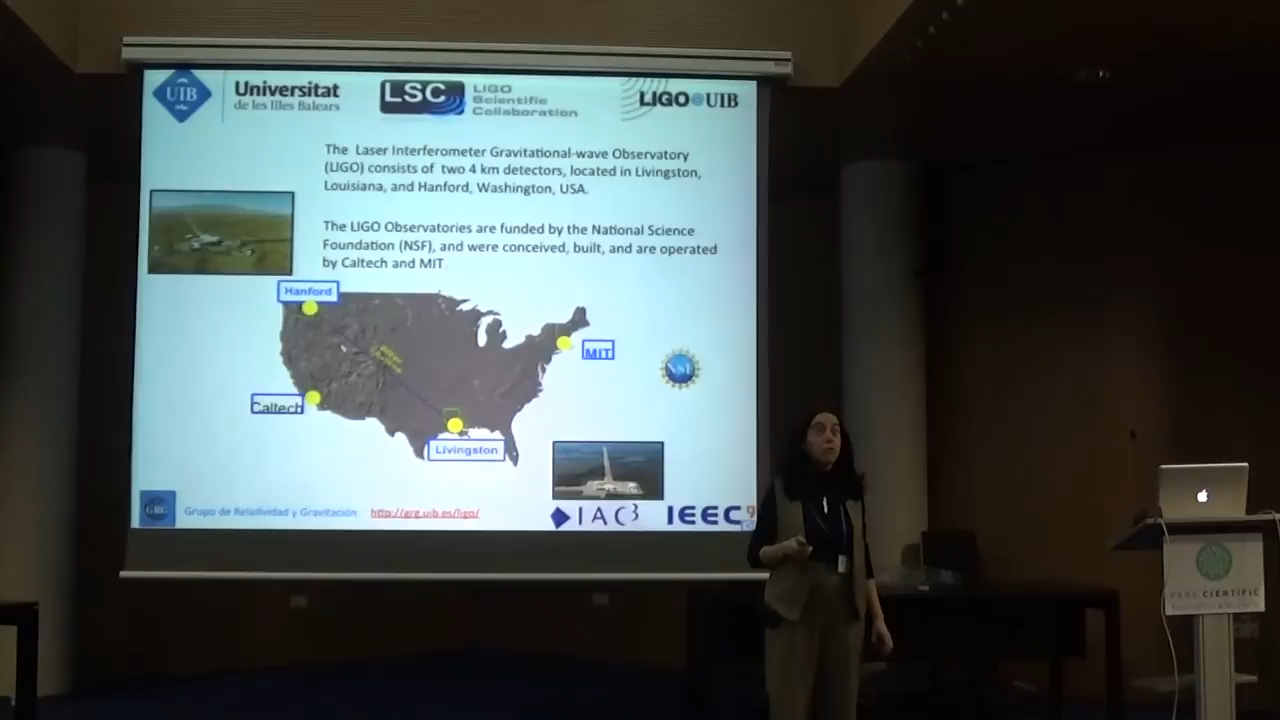 UIB
Universitat
de les Illes Balears
LSC
LIGO
Scientific
Collaboration
LIGO UIB
The Laser Interferometer Gravitational-wave Observatory
(LIGO) consists of two 4 km detectors, located in Livingston,
Louisiana, and Hanford, Washington, USA.
The LIGO Observatories are funded by the National Science
Foundation (NSF), and were conceived, built, and are operated
by Caltech and MIT
Hanford
MIT
NSF
Caltech
Livingston
GRG
Grupo de Relatividad y Gravitación
http://grg.uib.es/ligo/
IAC3
IEEC9
PARC CIENTÍFIC